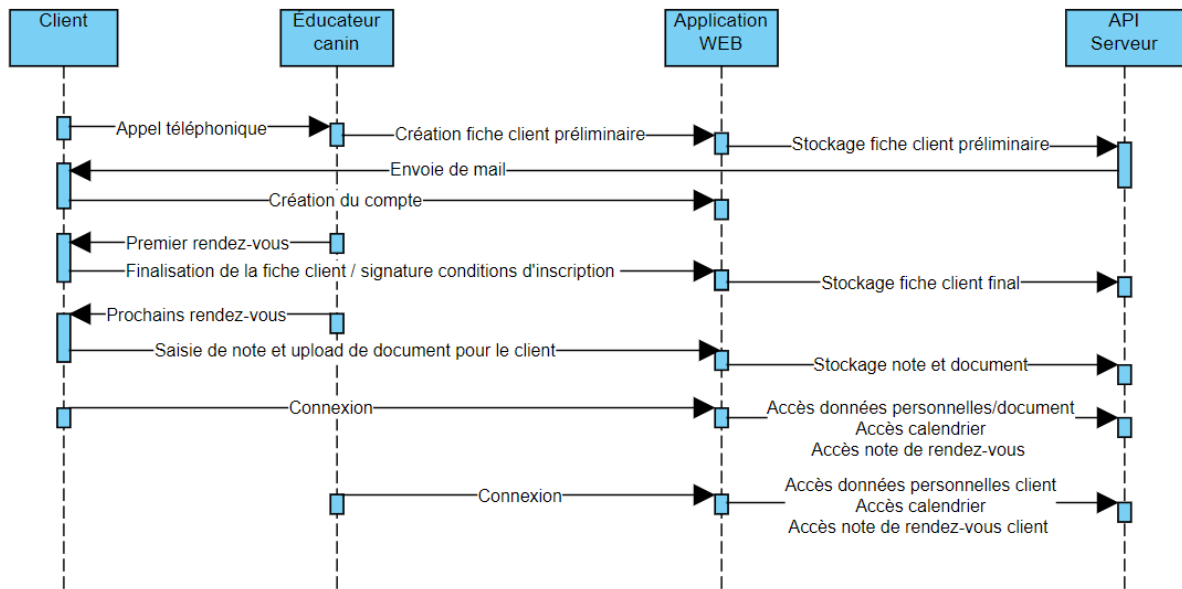 Client
Éducateur
canin
Application
WEB
API
Serveur
Appel téléphonique
Création fiche client préliminaire
Stockage fiche client préliminaire
Envoie de mail
Création du compte
Premier rendez-vous
Finalisation de la fiche client / signature conditions d'inscription
Stockage fiche client final
Prochains rendez-vous
Saisie de note et upload de document pour le client
Stockage note et document
Connexion
Accès données personnelles/document
Accès calendrier
Accès note de rendez-vous
Connexion
Accès données personnelles client
Accès calendrier
Accès note de rendez-vous client